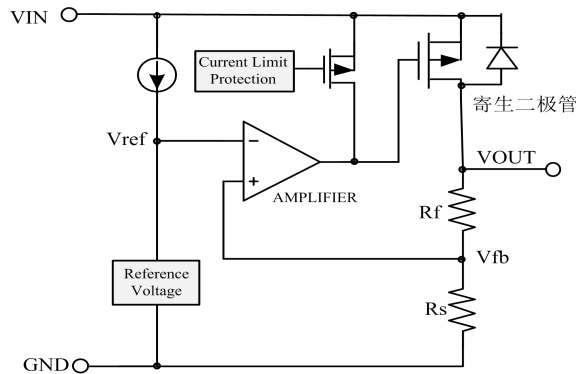 VIN
Current Limit
Protection
寄生二极管
Vref
−
+
AMPLIFIER
VOUT
Rf
Vfb
Reference
Voltage
Rs
GND